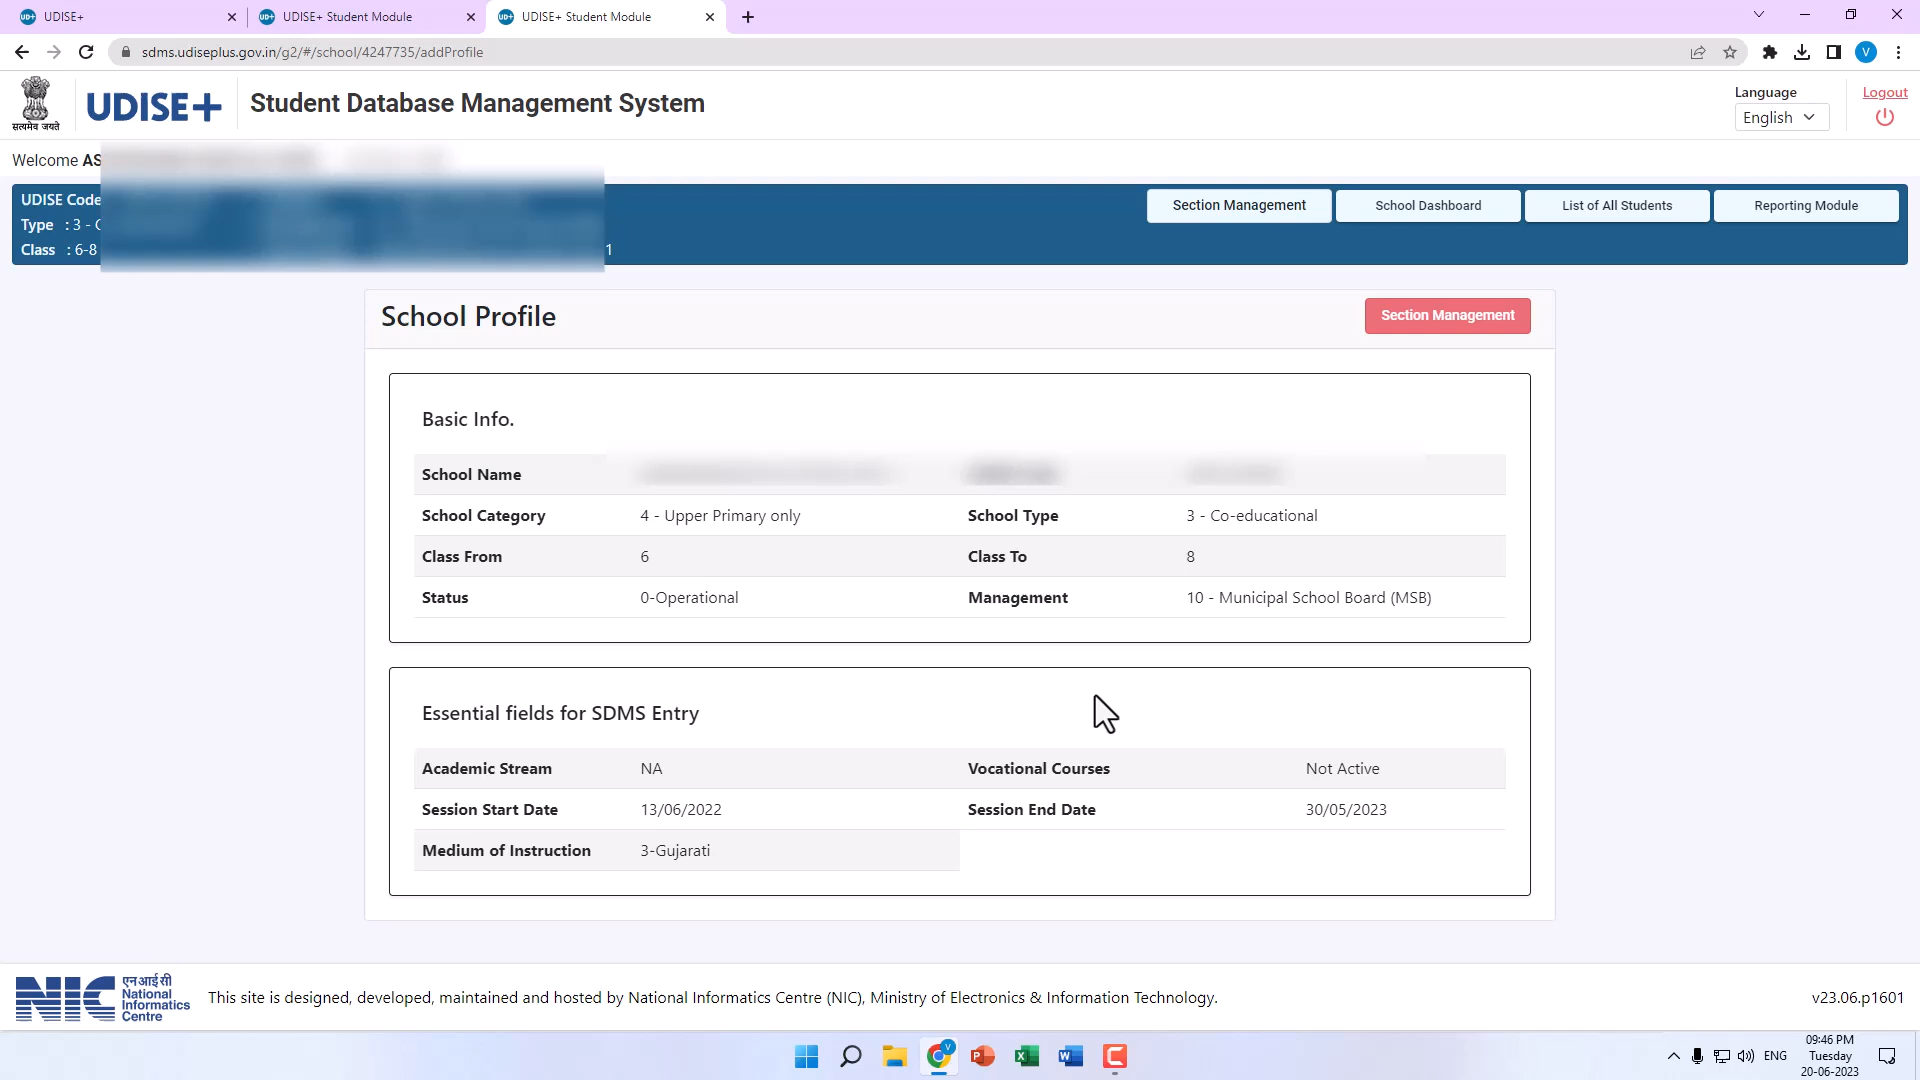 UDISE+
UDISE+ Student Module
UDISE+ Student Module
sdms.udiseplus.gov.in/g2/#/school/4247735/addProfile
V
सत्यमेव जयते
UDISE+
Student Database Management System
Language
English
Logout
Welcome AS
UDISE Code
Type : 3 -
Class : 6-8
1
Section Management
School Dashboard
List of All Students
Reporting Module
School Profile
Section Management
Basic Info.
School Name
School Category 4 - Upper Primary only School Type 3 - Co-educational
Class From 6 Class To 8
Status 0-Operational Management 10 - Municipal School Board (MSB)
Essential fields for SDMS Entry
Academic Stream NA Vocational Courses Not Active
Session Start Date 13/06/2022 Session End Date 30/05/2023
Medium of Instruction 3-Gujarati
NIC
एन आई सी
National
Informatics
Centre
This site is designed, developed, maintained and hosted by National Informatics Centre (NIC), Ministry of Electronics & Information Technology.
v23.06.p1601
ENG
09:46 PM
Tuesday
20-06-2023